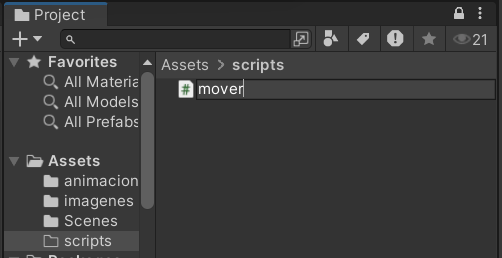 Project
21
Favorites
All Materia
All Models
All Prefabs
Assets
animacion
imagenes
Scenes
scripts
Assets > scripts
# mover